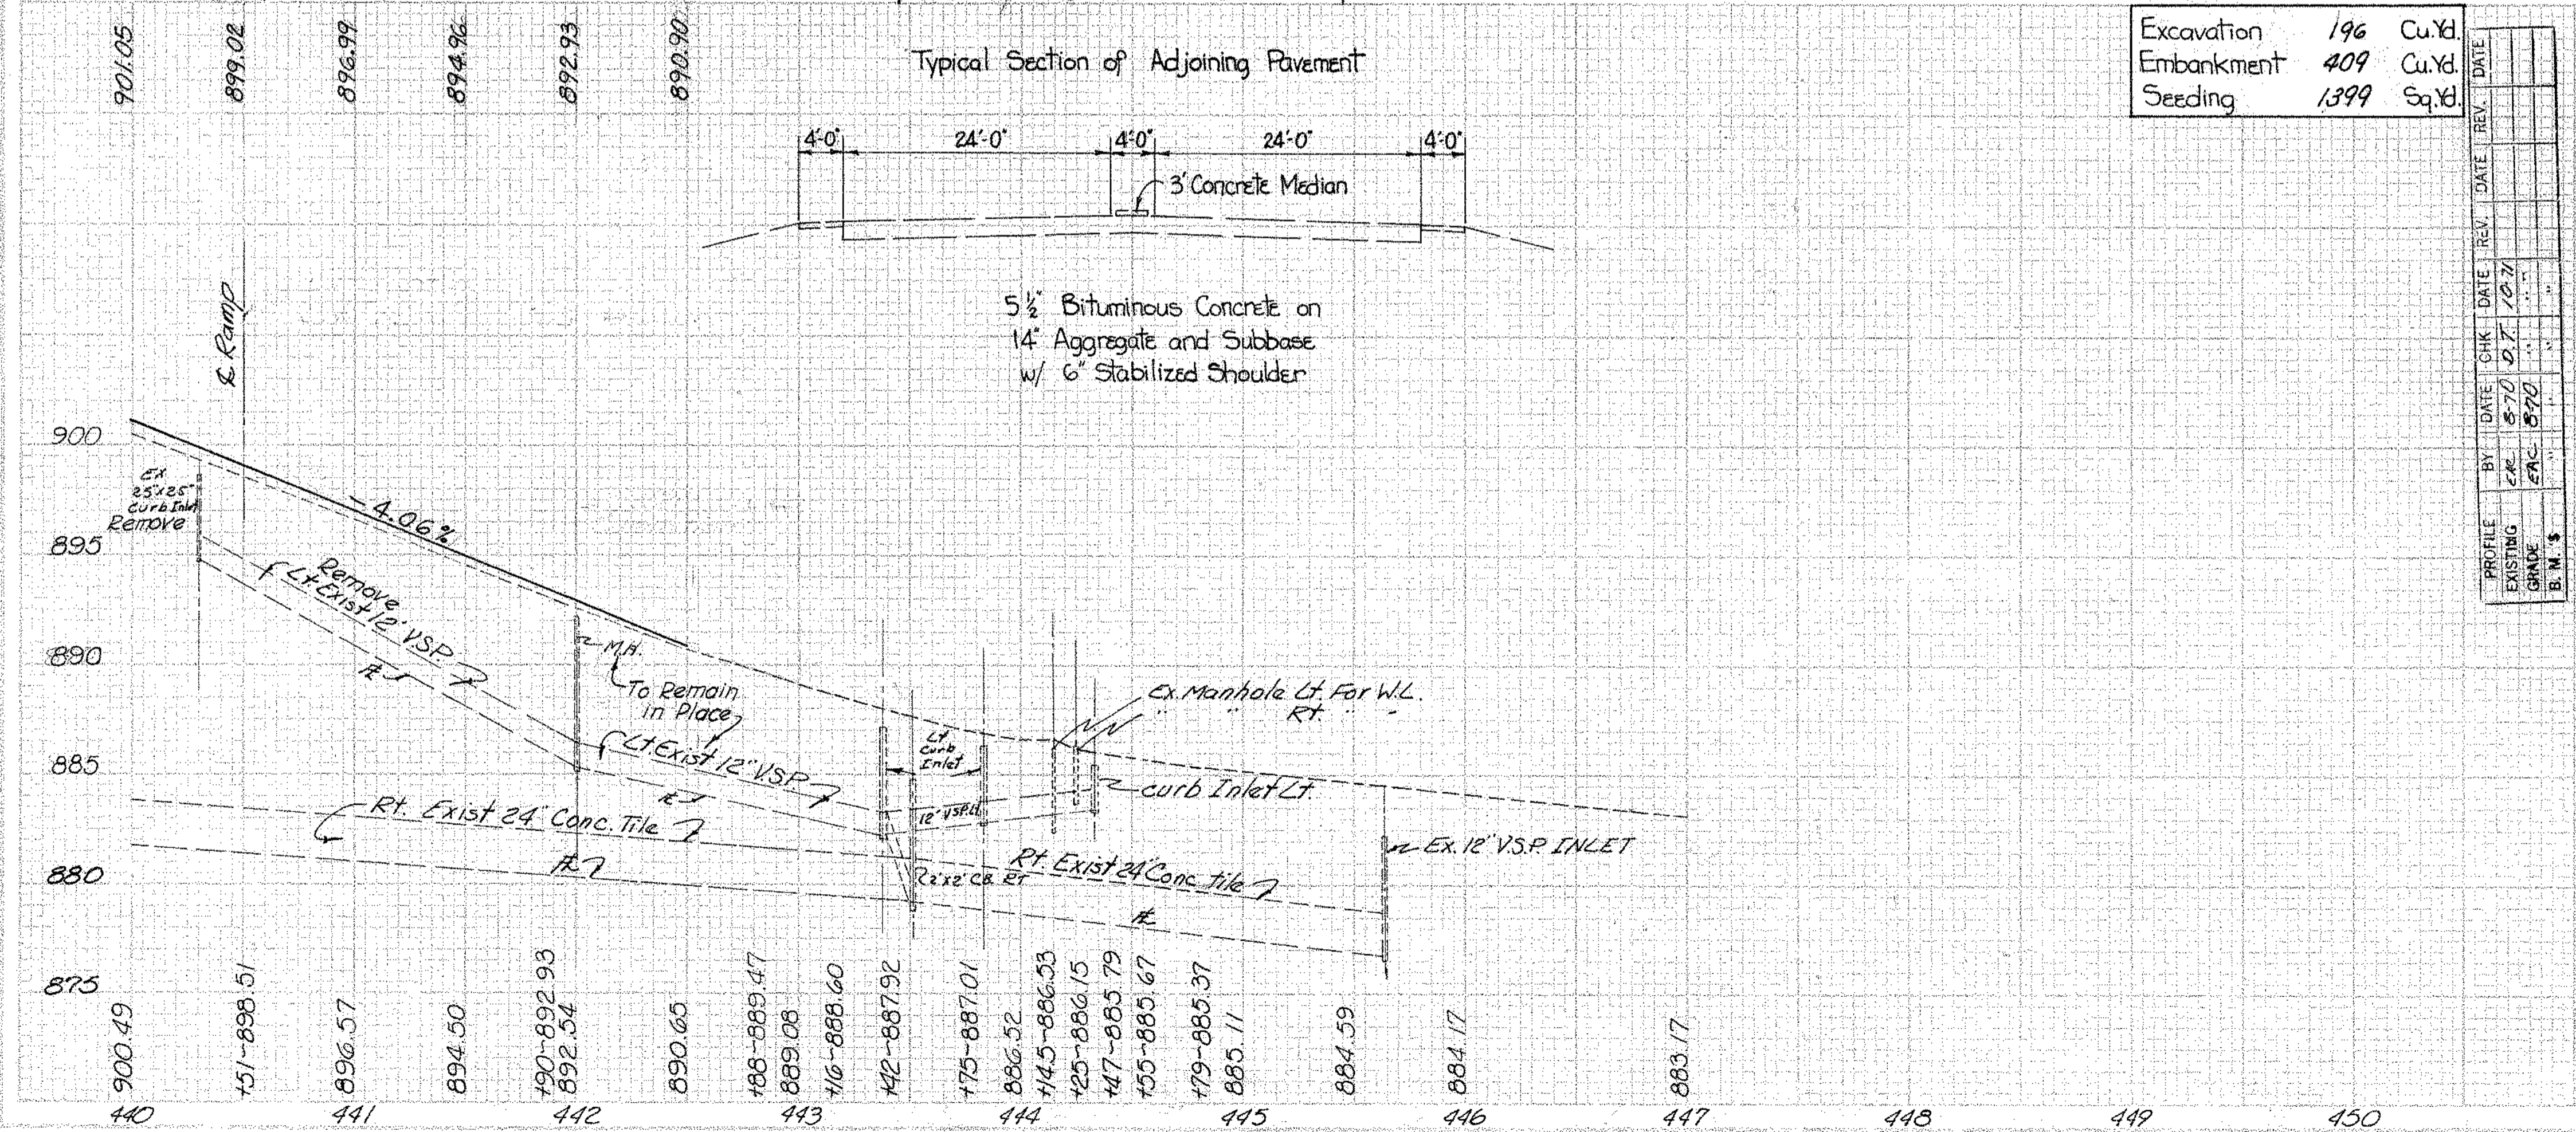 901.05
899.02
896.99
894.96
892.93
890.90
Typical Section of Adjoining Pavement
Excavation 196 Cu.Yd.
Embankment 409 Cu.Yd.
Seeding 1399 Sq.Yd.
4'-0" 24'-0" 4'-0" 24'-0" 4'-0"
3' Concrete Median
5 1/2" Bituminous Concrete on
14" Aggregate and Subbase
w/ 6" Stabilized Shoulder
℄ Ramp
900
895
890
885
880
875
Ex.
25"x25"
Curb Inlet
Remove
-4.06%
Remove
Lt. Exist 12" V.S.P.
M.H.
To Remain
in Place
Lt Exist 12" V.S.P.
Rt. Exist 24" Conc. Tile
Lt
Curb
Inlet
12" V.S.P. Lt.
2'x2' C.B. RT
Ex. Manhole Lt. For W.L.
" " Rt. " "
curb Inlet Lt.
Rt Exist 24" Conc Tile
Ex. 12" V.S.P. INLET
900.49
+51-898.51
896.57
894.50
+90-892.93
892.54
890.65
+88-889.47
889.08
+16-888.60
+42-887.92
+75-887.01
886.52
+14.5-886.53
+25-886.15
+47-885.79
+55-885.67
+79-885.37
885.11
884.59
884.17
883.17
440 441 442 443 444 445 446 447 448 449 450
PROFILE BY DATE CHK DATE REV. DATE REV. DATE
EXISTING 8-70 D.T. 10-71
GRADE EAC 8-70 " "
B. M. 'S " " " "